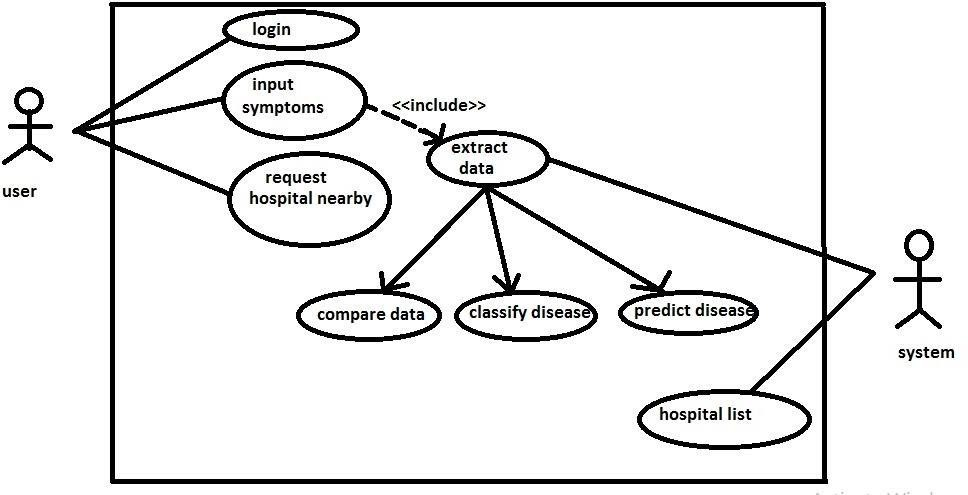 login
input
symptoms
<<include>>
extract
data
request
hospital nearby
user
compare data
classify disease
predict disease
system
hospital list